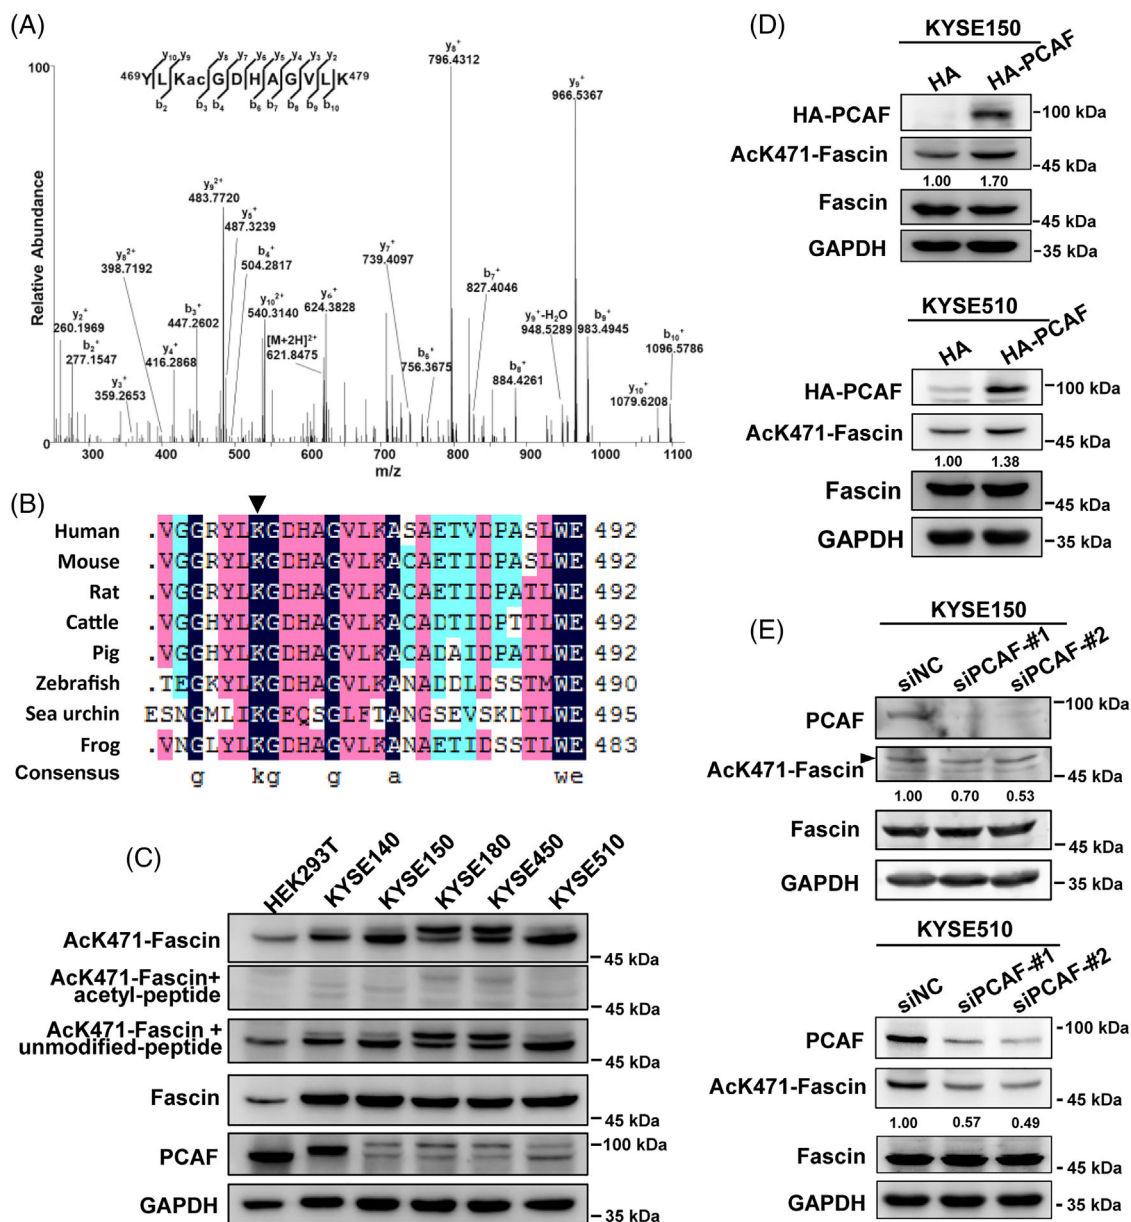 (A)
y10 y9 y8 y7 y6 y5 y4 y3 y2
469YLKacGDHAGVLK479
b2 b3 b4 b6 b7 b8 b9 b10
Relative Abundance
100
0
y8+
796.4312
y9+
966.5367
y9 2+
483.7720
y5+
487.3239
b4+
504.2817
y8 2+
398.7192
y10 2+
540.3140
y6+
624.3828
y7+
739.4097
b7+
827.4046
y2+
260.1969
b2+
277.1547
b3+
447.2602
y4+
416.2868
y3+
359.2653
[M+2H]2+
621.8475
b6+
756.3675
b8+
884.4261
y9+-H2O
948.5289
b9+
983.4945
b10+
1096.5786
y10+
1079.6208
300 400 500 600 700 800 900 1000 1100
m/z
(B)
Human .VGGRYLKGDHAGVLKASAETVDPASLWE 492
Mouse .VGGRYLKGDHAGVLKACAETIDPASLWE 492
Rat .VGGRYLKGDHAGVLKACAETIDPATLWE 492
Cattle .VGGHYLKGDHAGVLKACADTIDPTTLWE 492
Pig .VGGHYLKGDHAGVLKACADAIDPATLWE 492
Zebrafish .TEGKYLKGDHAGVLKANADDLDSSTMWE 490
Sea urchin ESNGMLIKGEQSGLFTANGSEVSKDTLWE 495
Frog .VNGLYLKGDHAGVLKANAETIDSSTLWE 483
Consensus g kg g a we
(C)
HEK293T KYSE140 KYSE150 KYSE180 KYSE450 KYSE510
AcK471-Fascin
45 kDa
AcK471-Fascin+
acetyl-peptide
45 kDa
AcK471-Fascin +
unmodified-peptide
45 kDa
Fascin
45 kDa
PCAF
100 kDa
GAPDH
35 kDa
(D)
KYSE150
HA HA-PCAF
HA-PCAF
100 kDa
AcK471-Fascin
45 kDa
1.00 1.70
Fascin
45 kDa
GAPDH
35 kDa
KYSE510
HA HA-PCAF
HA-PCAF
100 kDa
AcK471-Fascin
45 kDa
1.00 1.38
Fascin
45 kDa
GAPDH
35 kDa
(E)
KYSE150
siNC siPCAF-#1 siPCAF-#2
PCAF
100 kDa
AcK471-Fascin
45 kDa
1.00 0.70 0.53
Fascin
45 kDa
GAPDH
35 kDa
KYSE510
siNC siPCAF-#1 siPCAF-#2
PCAF
100 kDa
AcK471-Fascin
45 kDa
1.00 0.57 0.49
Fascin
45 kDa
GAPDH
35 kDa